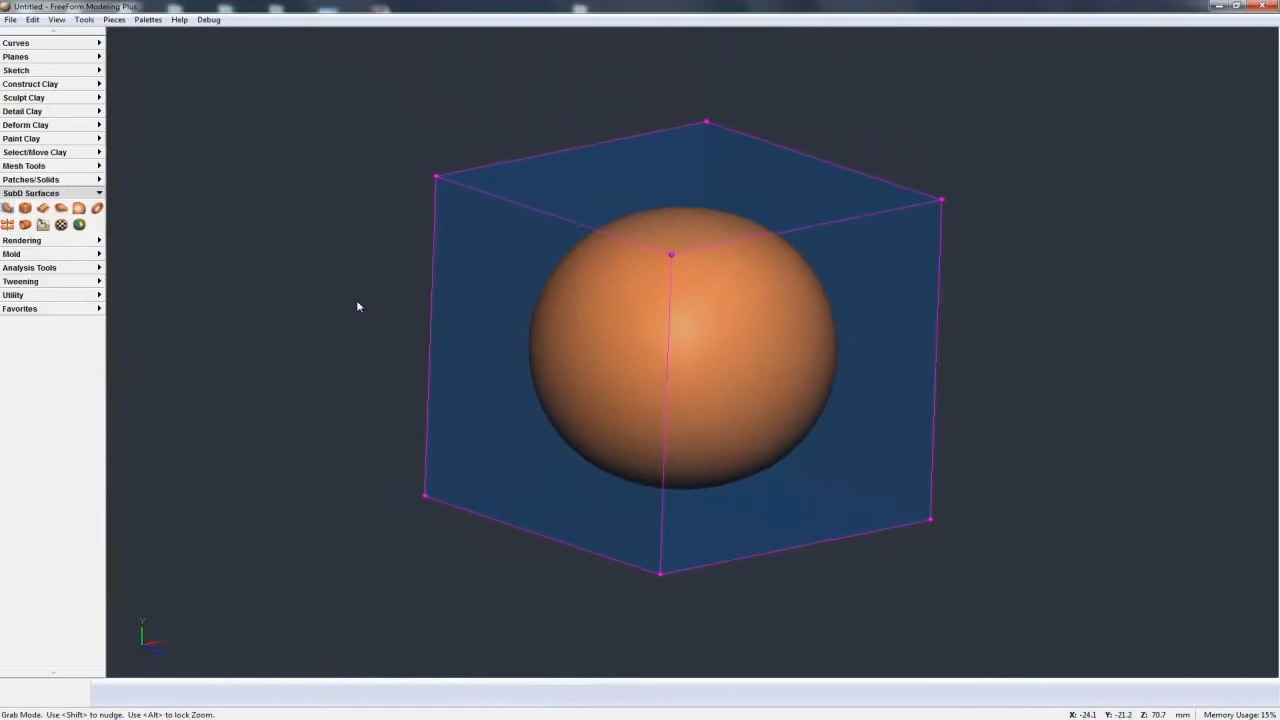 Untitled - FreeForm Modeling Plus
File Edit View Tools Pieces Palettes Help Debug
Curves
Planes
Sketch
Construct Clay
Sculpt Clay
Detail Clay
Deform Clay
Paint Clay
Select/Move Clay
Mesh Tools
Patches/Solids
SubD Surfaces
Rendering
Mold
Analysis Tools
Tweening
Utility
Favorites
Y
Grab Mode. Use <Shift> to nudge. Use <Alt> to lock Zoom. X: -24.1 Y: -21.2 Z: 70.7 mm Memory Usage: 15%